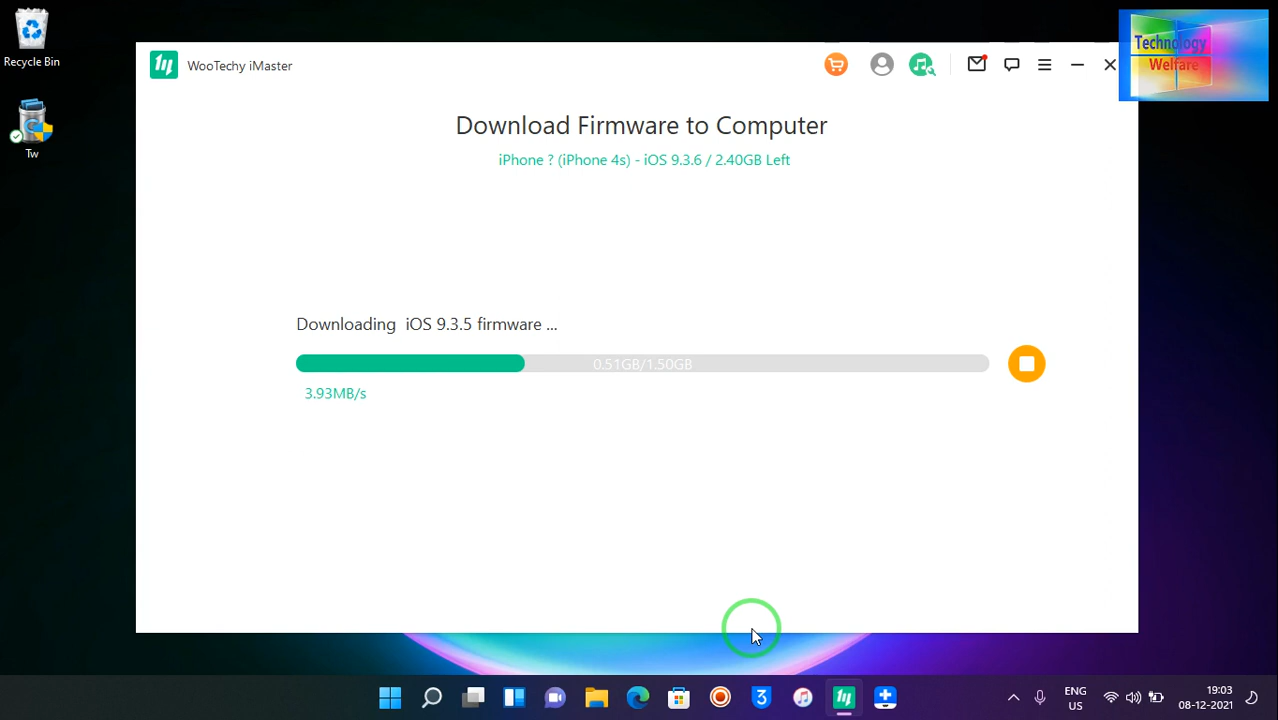 Recycle Bin
Tw
WooTechy iMaster
Technology
Welfare
Download Firmware to Computer
iPhone ? (iPhone 4s) - iOS 9.3.6 / 2.40GB Left
Downloading iOS 9.3.5 firmware ...
0.51GB/1.50GB
3.93MB/s
3
ENG
US
19:03
08-12-2021